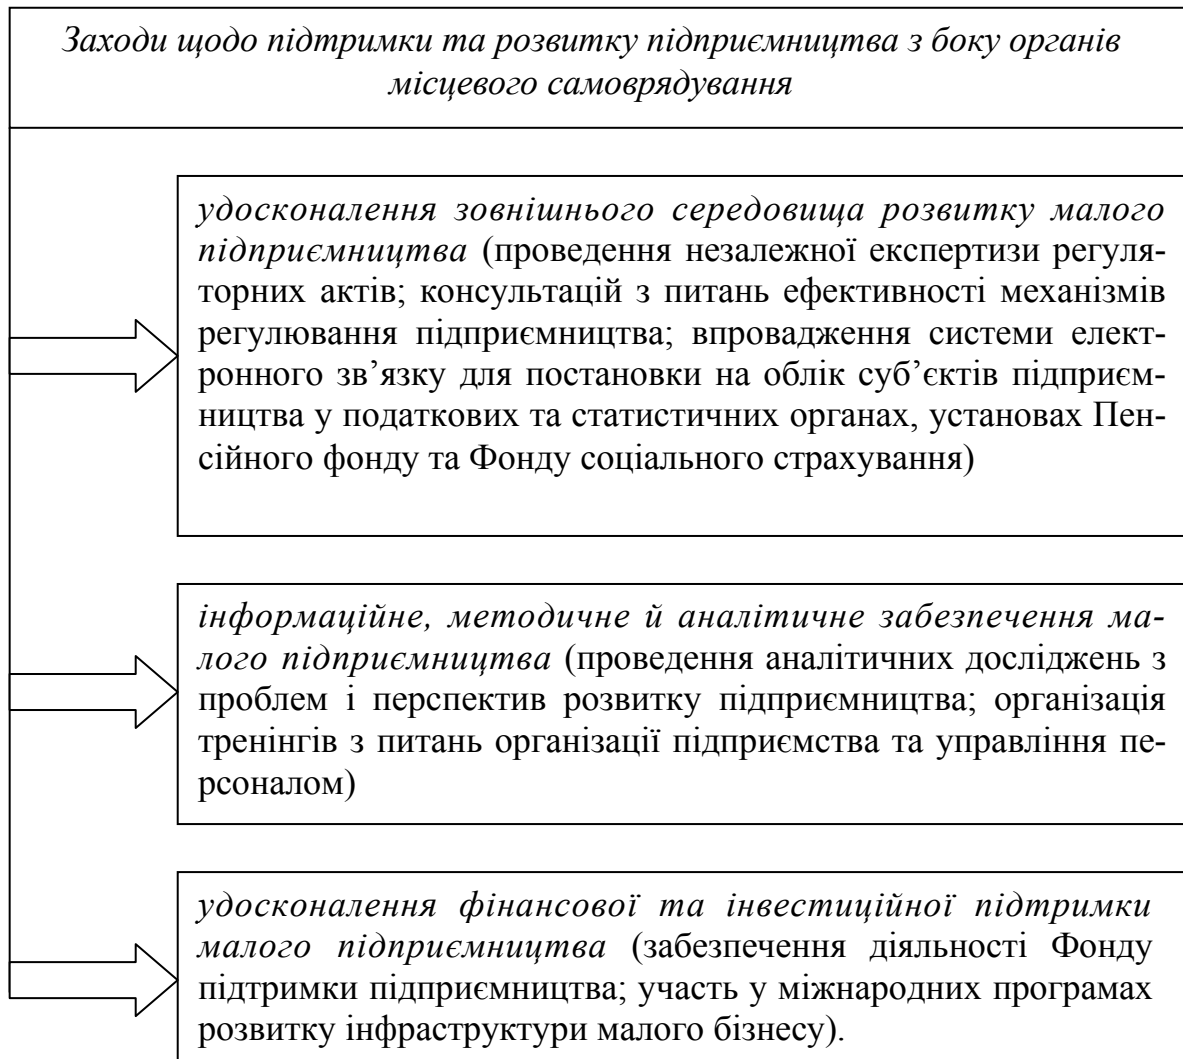 Заходи щодо підтримки та розвитку підприємництва з боку органів
місцевого самоврядування
удосконалення зовнішнього середовища розвитку малого
підприємництва (проведення незалежної експертизи регуля-
торних актів; консультацій з питань ефективності механізмів
регулювання підприємництва; впровадження системи елект-
ронного зв’язку для постановки на облік суб’єктів підприєм-
ництва у податкових та статистичних органах, установах Пен-
сійного фонду та Фонду соціального страхування)
інформаційне, методичне й аналітичне забезпечення ма-
лого підприємництва (проведення аналітичних досліджень з
проблем і перспектив розвитку підприємництва; організація
тренінгів з питань організації підприємства та управління пе-
рсоналом)
удосконалення фінансової та інвестиційної підтримки
малого підприємництва (забезпечення діяльності Фонду
підтримки підприємництва; участь у міжнародних програмах
розвитку інфраструктури малого бізнесу).